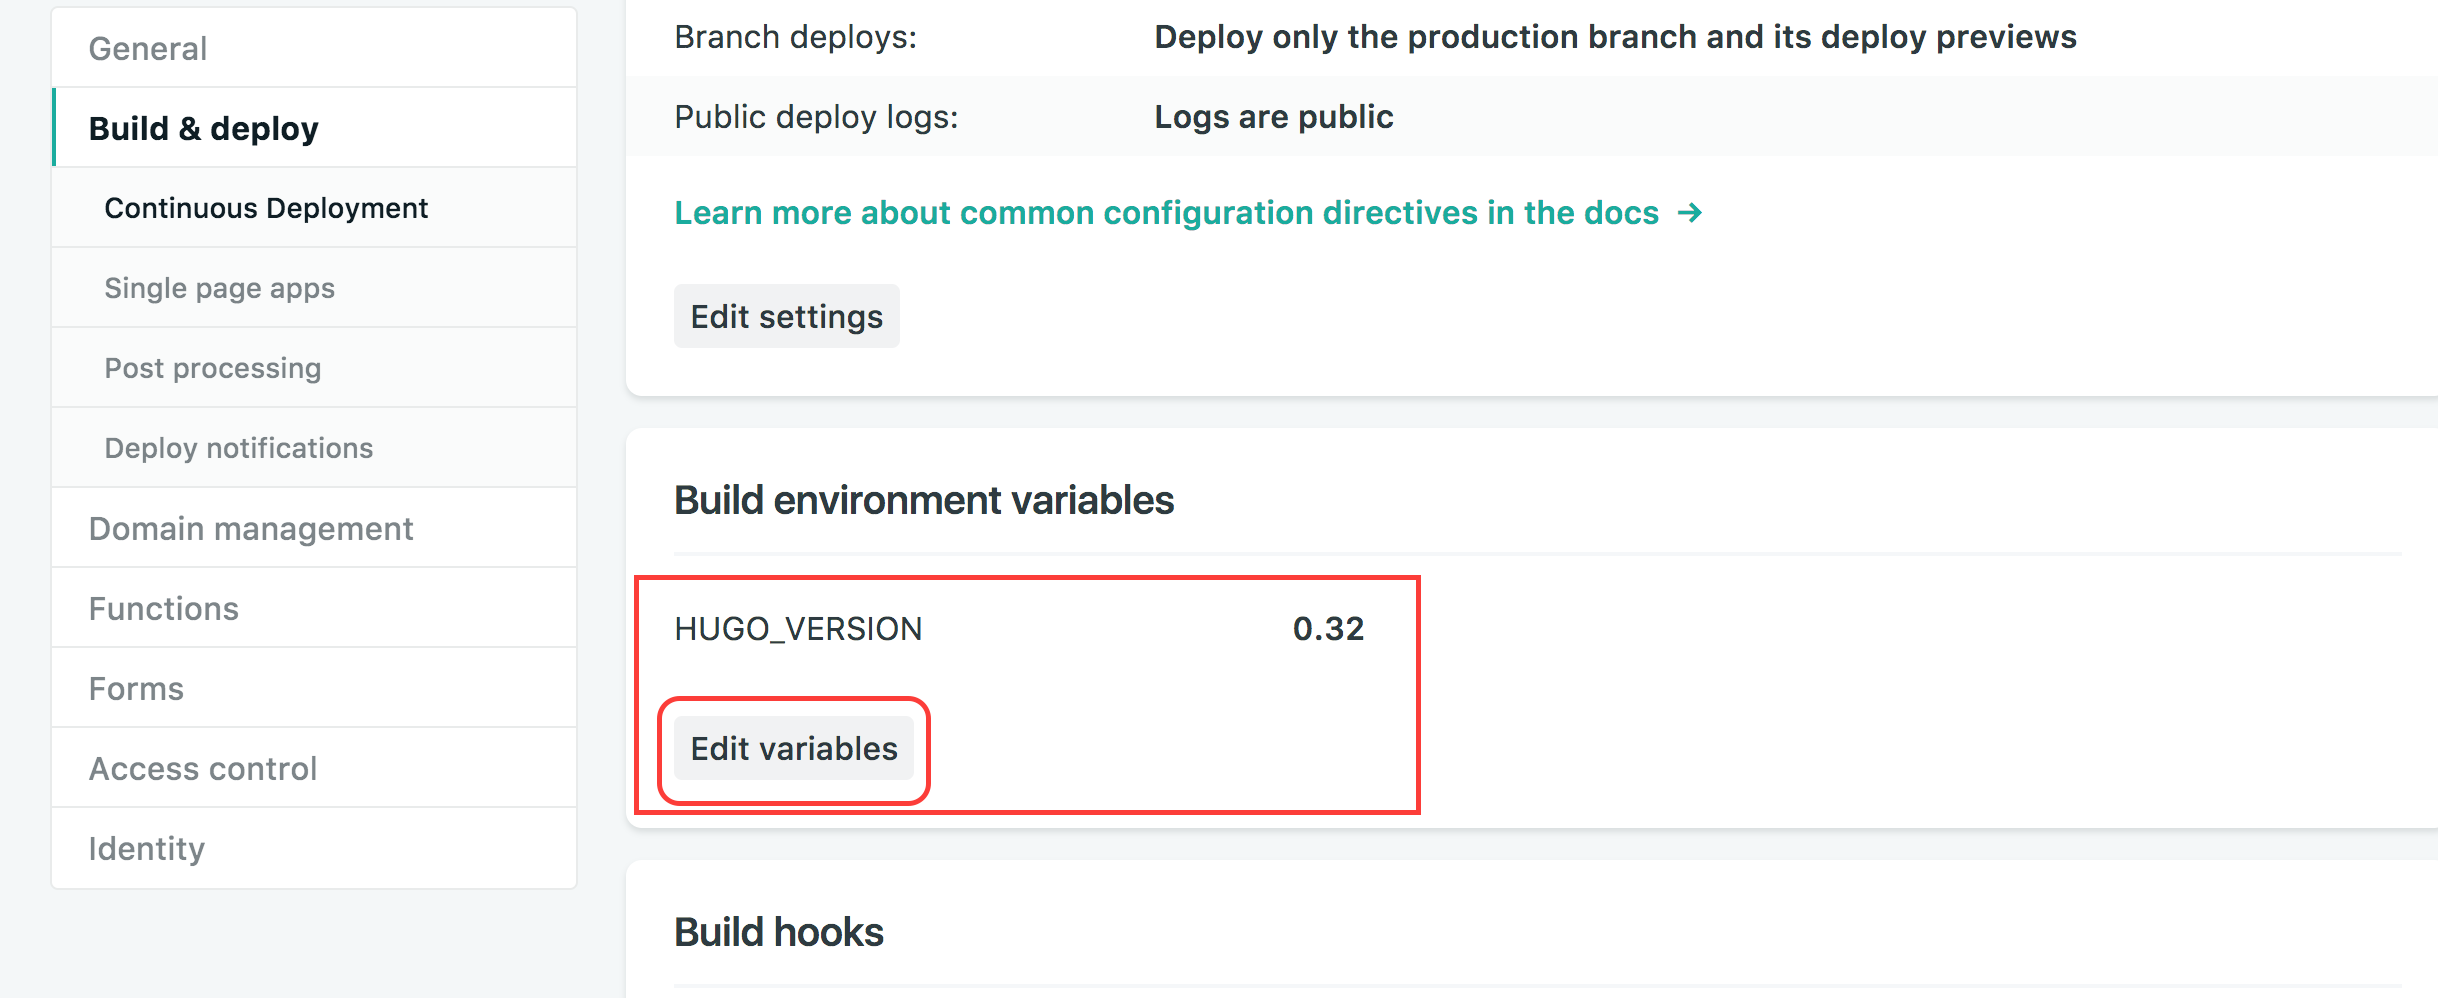 General
Build & deploy
Continuous Deployment
Single page apps
Post processing
Deploy notifications
Domain management
Functions
Forms
Access control
Identity
Branch deploys: Deploy only the production branch and its deploy previews
Public deploy logs: Logs are public
Learn more about common configuration directives in the docs →
Edit settings
Build environment variables
HUGO_VERSION 0.32
Edit variables
Build hooks